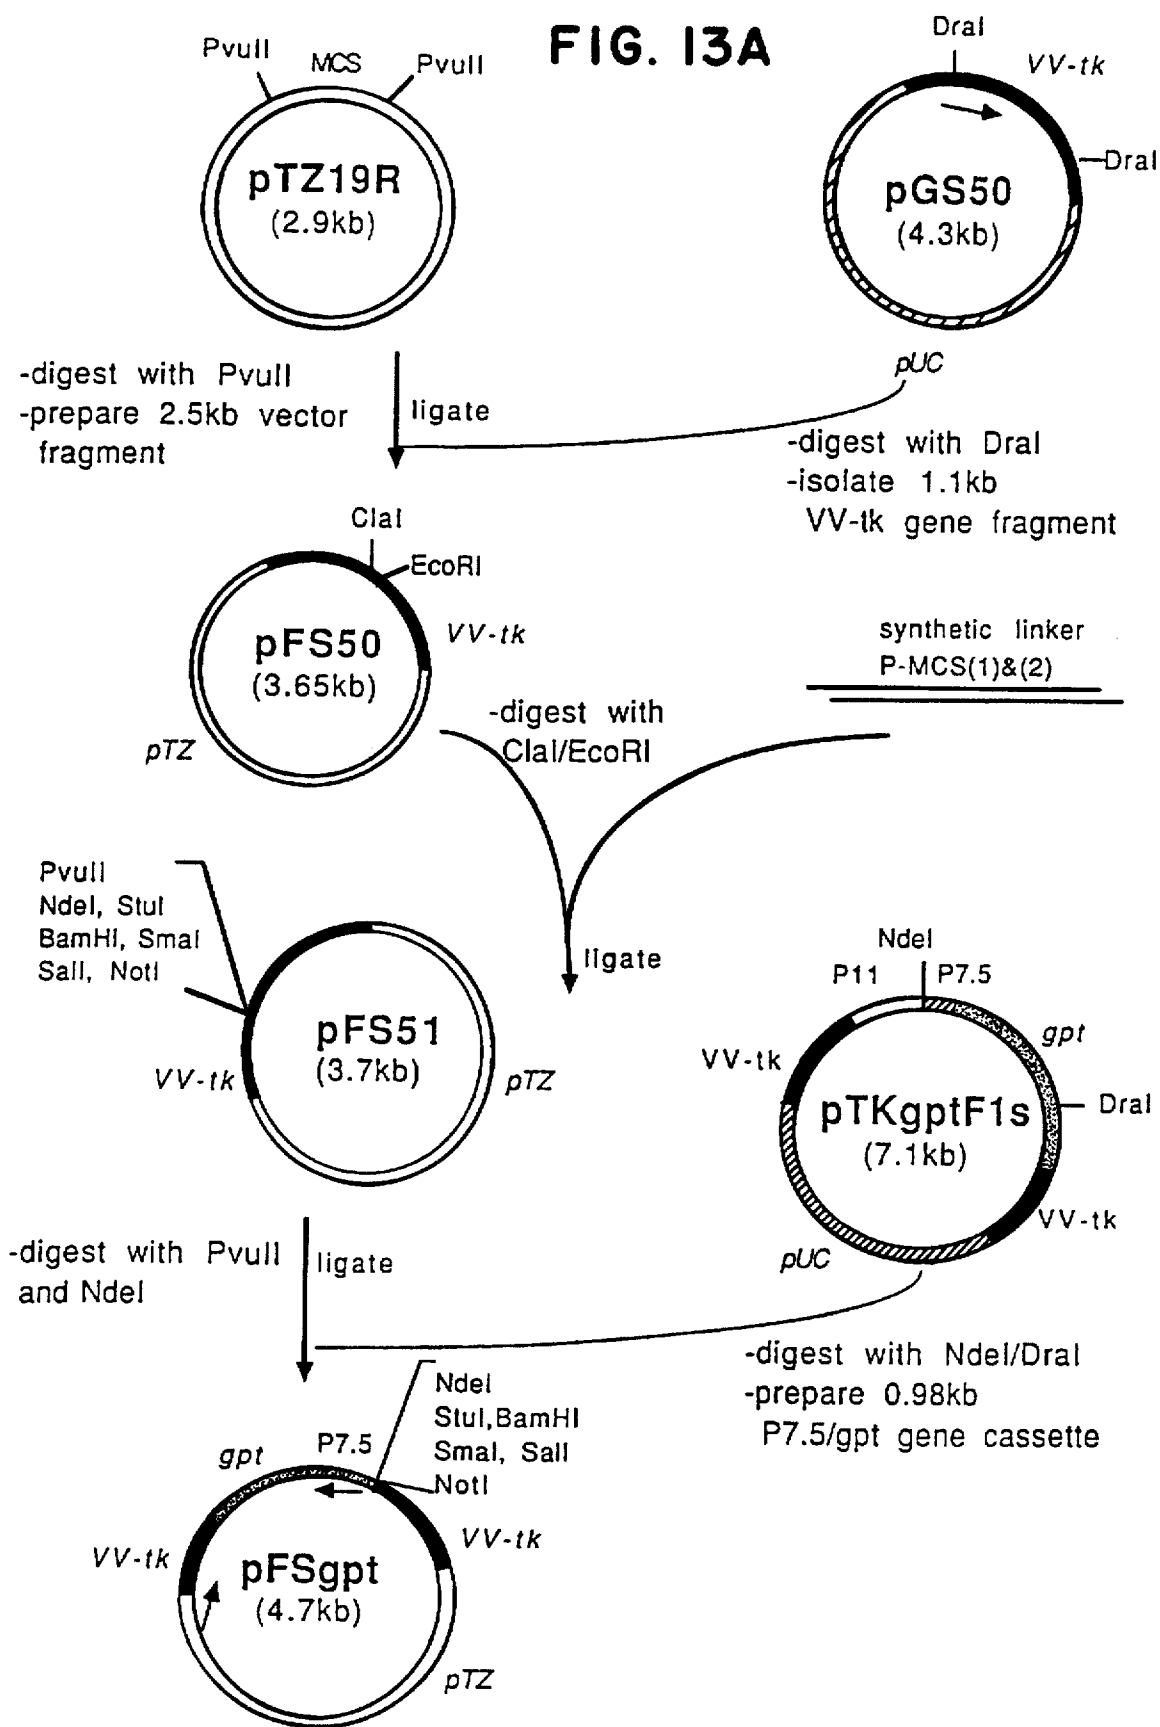 FIG. 13A
PvuII
MCS
PvuII
pTZ19R
(2.9kb)
DraI
VV-tk
DraI
pGS50
(4.3kb)
pUC
-digest with PvuII
-prepare 2.5kb vector
fragment
ligate
-digest with DraI
-isolate 1.1kb
VV-tk gene fragment
ClaI
EcoRI
VV-tk
pFS50
(3.65kb)
pTZ
synthetic linker
P-MCS(1)&(2)
-digest with
ClaI/EcoRI
ligate
PvuII
NdeI, StuI
BamHI, SmaI
SalI, NotI
pFS51
(3.7kb)
VV-tk
pTZ
NdeI
P11
P7.5
gpt
VV-tk
DraI
pTKgptF1s
(7.1kb)
VV-tk
pUC
-digest with PvuII
and NdeI
ligate
-digest with NdeI/DraI
-prepare 0.98kb
P7.5/gpt gene cassette
NdeI
StuI,BamHI
SmaI, SalI
NotI
gpt
P7.5
VV-tk
VV-tk
pFSgpt
(4.7kb)
pTZ